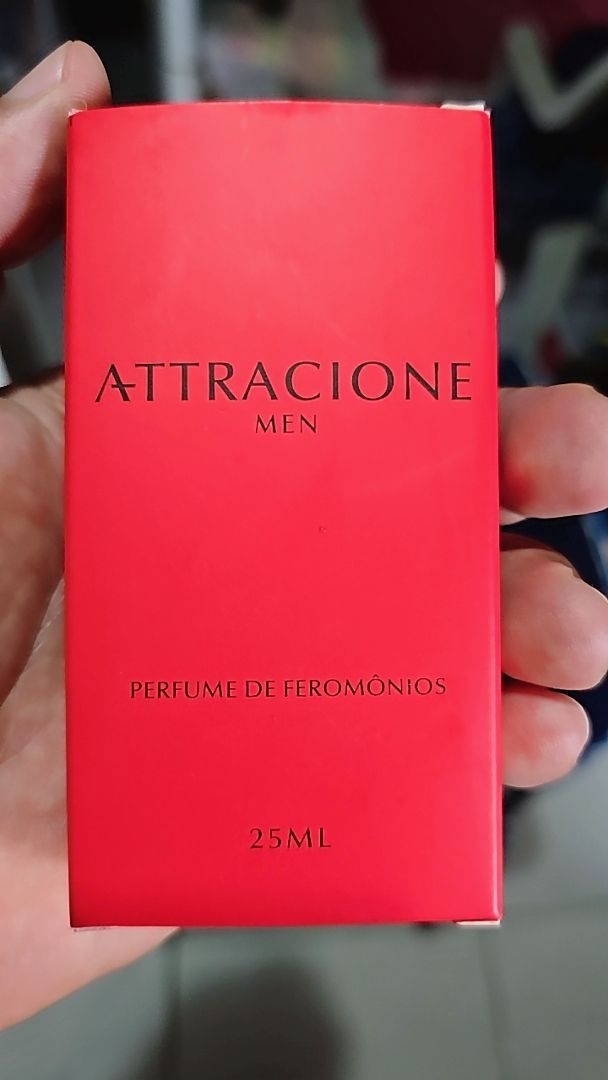 ATTRACIONE
MEN
PERFUME DE FEROMÔNIOS
25ML